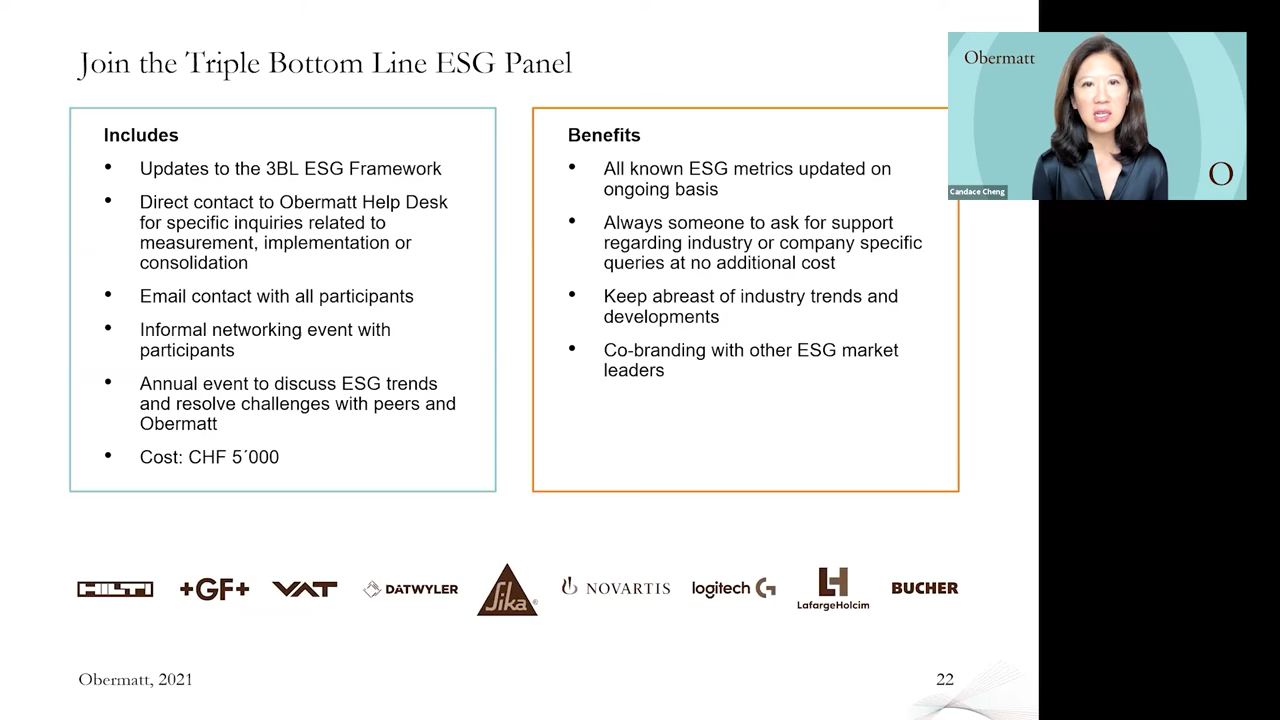 Join the Triple Bottom Line ESG Panel
Includes
• Updates to the 3BL ESG Framework
• Direct contact to Obermatt Help Desk
for specific inquiries related to
measurement, implementation or
consolidation
• Email contact with all participants
• Informal networking event with
participants
• Annual event to discuss ESG trends
and resolve challenges with peers and
Obermatt
• Cost: CHF 5´000
Benefits
• All known ESG metrics updated on
ongoing basis
• Always someone to ask for support
regarding industry or company specific
queries at no additional cost
• Keep abreast of industry trends and
developments
• Co-branding with other ESG market
leaders
Obermatt
O
Candace Cheng
HILTI
+GF+
VAT
DÄTWYLER
Sika®
NOVARTIS
logitech G
LH
LafargeHolcim
BUCHER
Obermatt, 2021
22